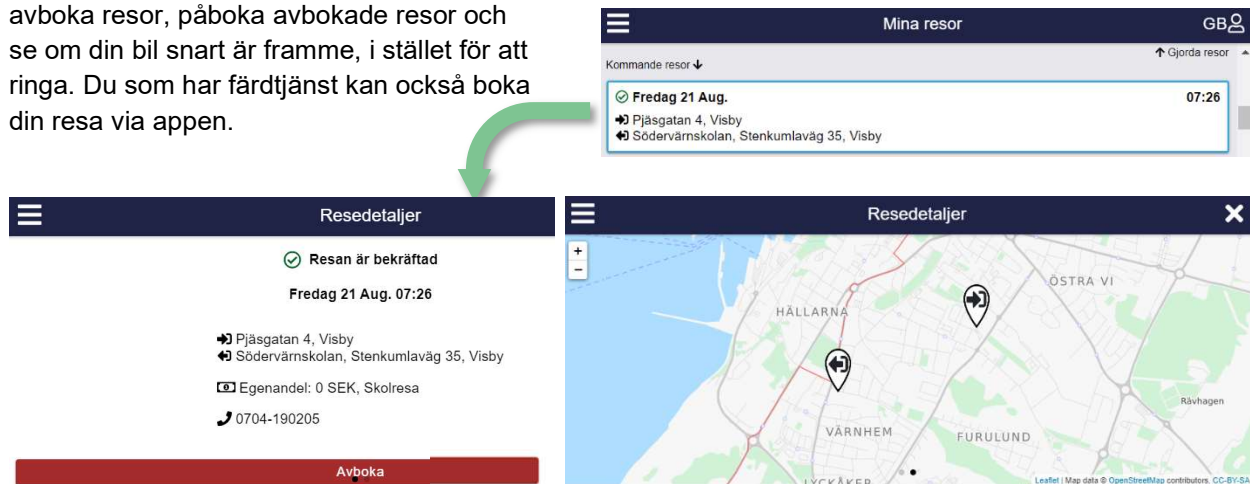 avboka resor, påboka avbokade resor och
se om din bil snart är framme, i stället för att
ringa. Du som har färdtjänst kan också boka
din resa via appen.
Mina resor
GB
Kommande resor
Gjorda resor
Fredag 21 Aug.
07:26
Pjäsgatan 4, Visby
Södervärnskolan, Stenkumlaväg 35, Visby
Resedetaljer
Resan är bekräftad
Fredag 21 Aug. 07:26
Pjäsgatan 4, Visby
Södervärnskolan, Stenkumlaväg 35, Visby
Egenandel: 0 SEK, Skolresa
0704-190205
Avboka
Resedetaljer
+
−
ÖSTRA VI
HÄLLARNA
Rävhagen
VÄRNHEM
FURULUND
LYCKÅKER
Leaflet | Map data © OpenStreetMap contributors, CC-BY-SA